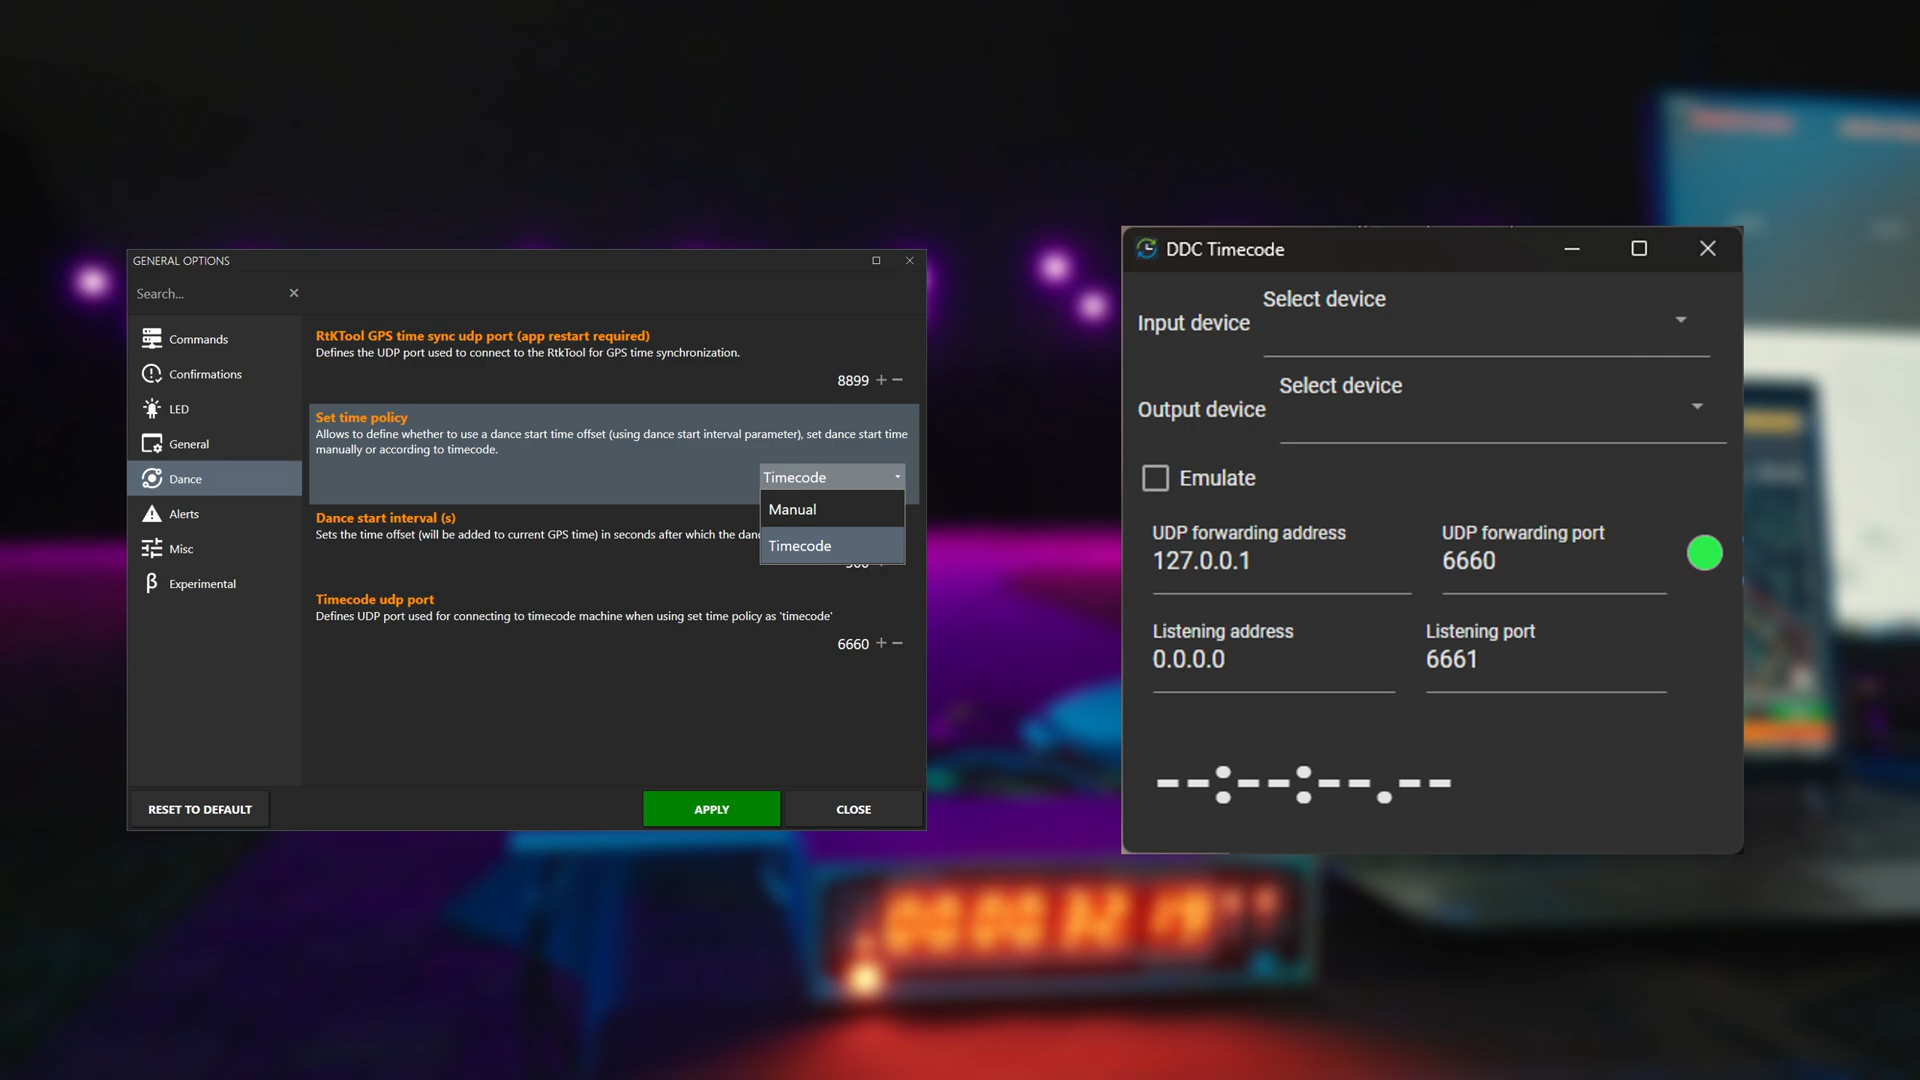 GENERAL OPTIONS
Search...
Commands
Confirmations
LED
General
Dance
Alerts
Misc
Experimental
RtKTool GPS time sync udp port (app restart required)
Defines the UDP port used to connect to the RtkTool for GPS time synchronization.
8899
Set time policy
Allows to define whether to use a dance start time offset (using dance start interval parameter), set dance start time
manually or according to timecode.
Timecode
Manual
Timecode
Dance start interval (s)
Sets the time offset (will be added to current GPS time) in seconds after which the
Timecode udp port
Defines UDP port used for connecting to timecode machine when using set time policy as 'timecode'
6660
RESET TO DEFAULT
APPLY
CLOSE
DDC Timecode
Input device
Select device
Output device
Select device
Emulate
UDP forwarding address
127.0.0.1
UDP forwarding port
6660
Listening address
0.0.0.0
Listening port
6661
--:--:--.--
00:00:32:19